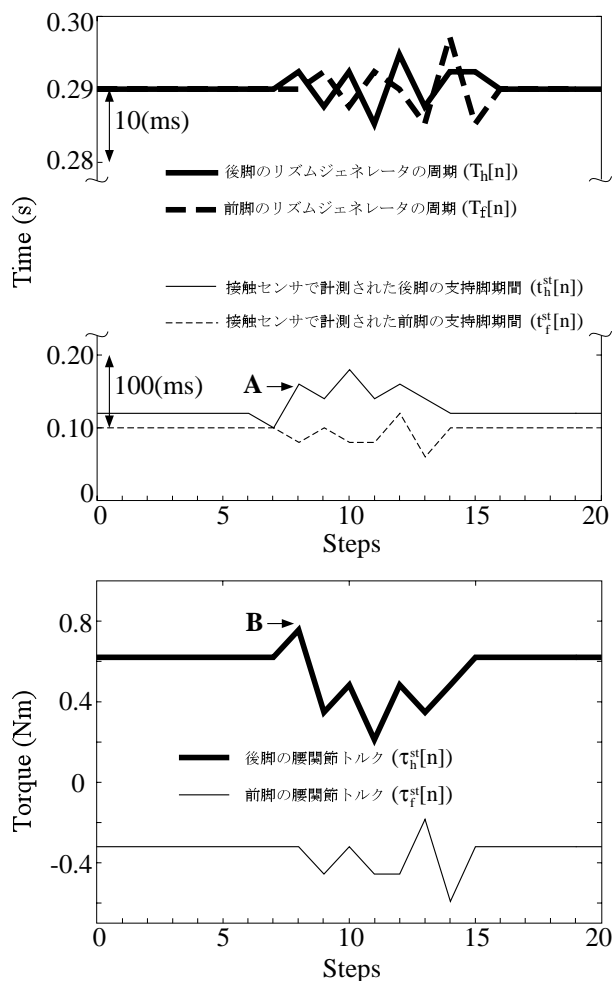 0.30
0.29
10(ms)
0.28
後脚のリズムジェネレータの周期 (T_h[n])
前脚のリズムジェネレータの周期 (T_f[n])
Time (s)
接触センサで計測された後脚の支持脚期間 (t_h^st[n])
接触センサで計測された前脚の支持脚期間 (t_f^st[n])
0.20
100(ms)
A
0.10
0
0 5 10 15 20
Steps
0.8
B
0.4
Torque (Nm)
後脚の腰関節トルク (τ_h^st[n])
0
前脚の腰関節トルク (τ_f^st[n])
-0.4
0 5 10 15 20
Steps